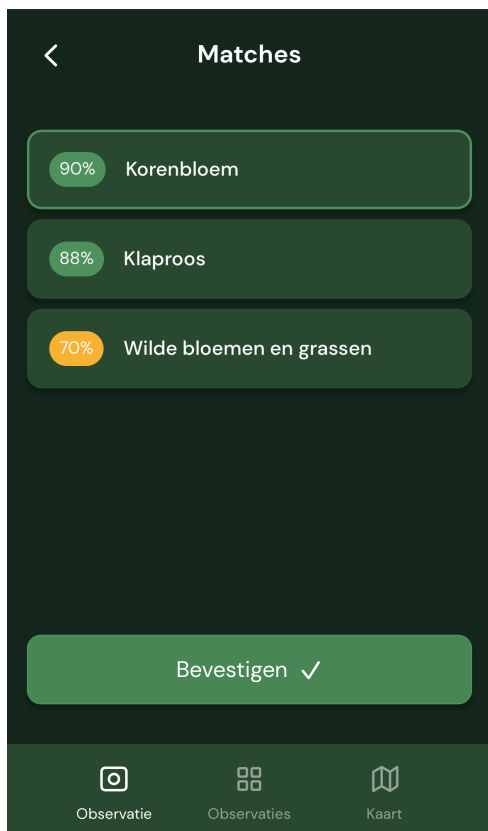 Matches
90% Korenbloem
88% Klaproos
70% Wilde bloemen en grassen
Bevestigen
Observatie Observaties Kaart